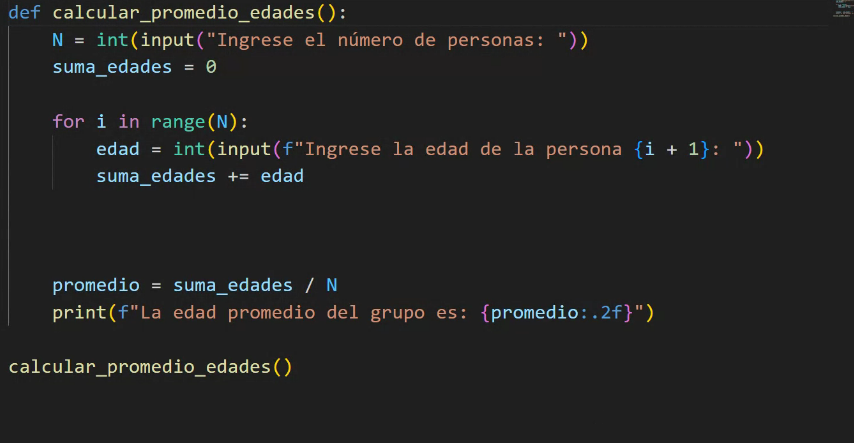 def calcular_promedio_edades():
    N = int(input("Ingrese el número de personas: "))
    suma_edades = 0
    for i in range(N):
        edad = int(input(f"Ingrese la edad de la persona {i + 1}: "))
        suma_edades += edad
    promedio = suma_edades / N
    print(f"La edad promedio del grupo es: {promedio:.2f}")
calcular_promedio_edades()